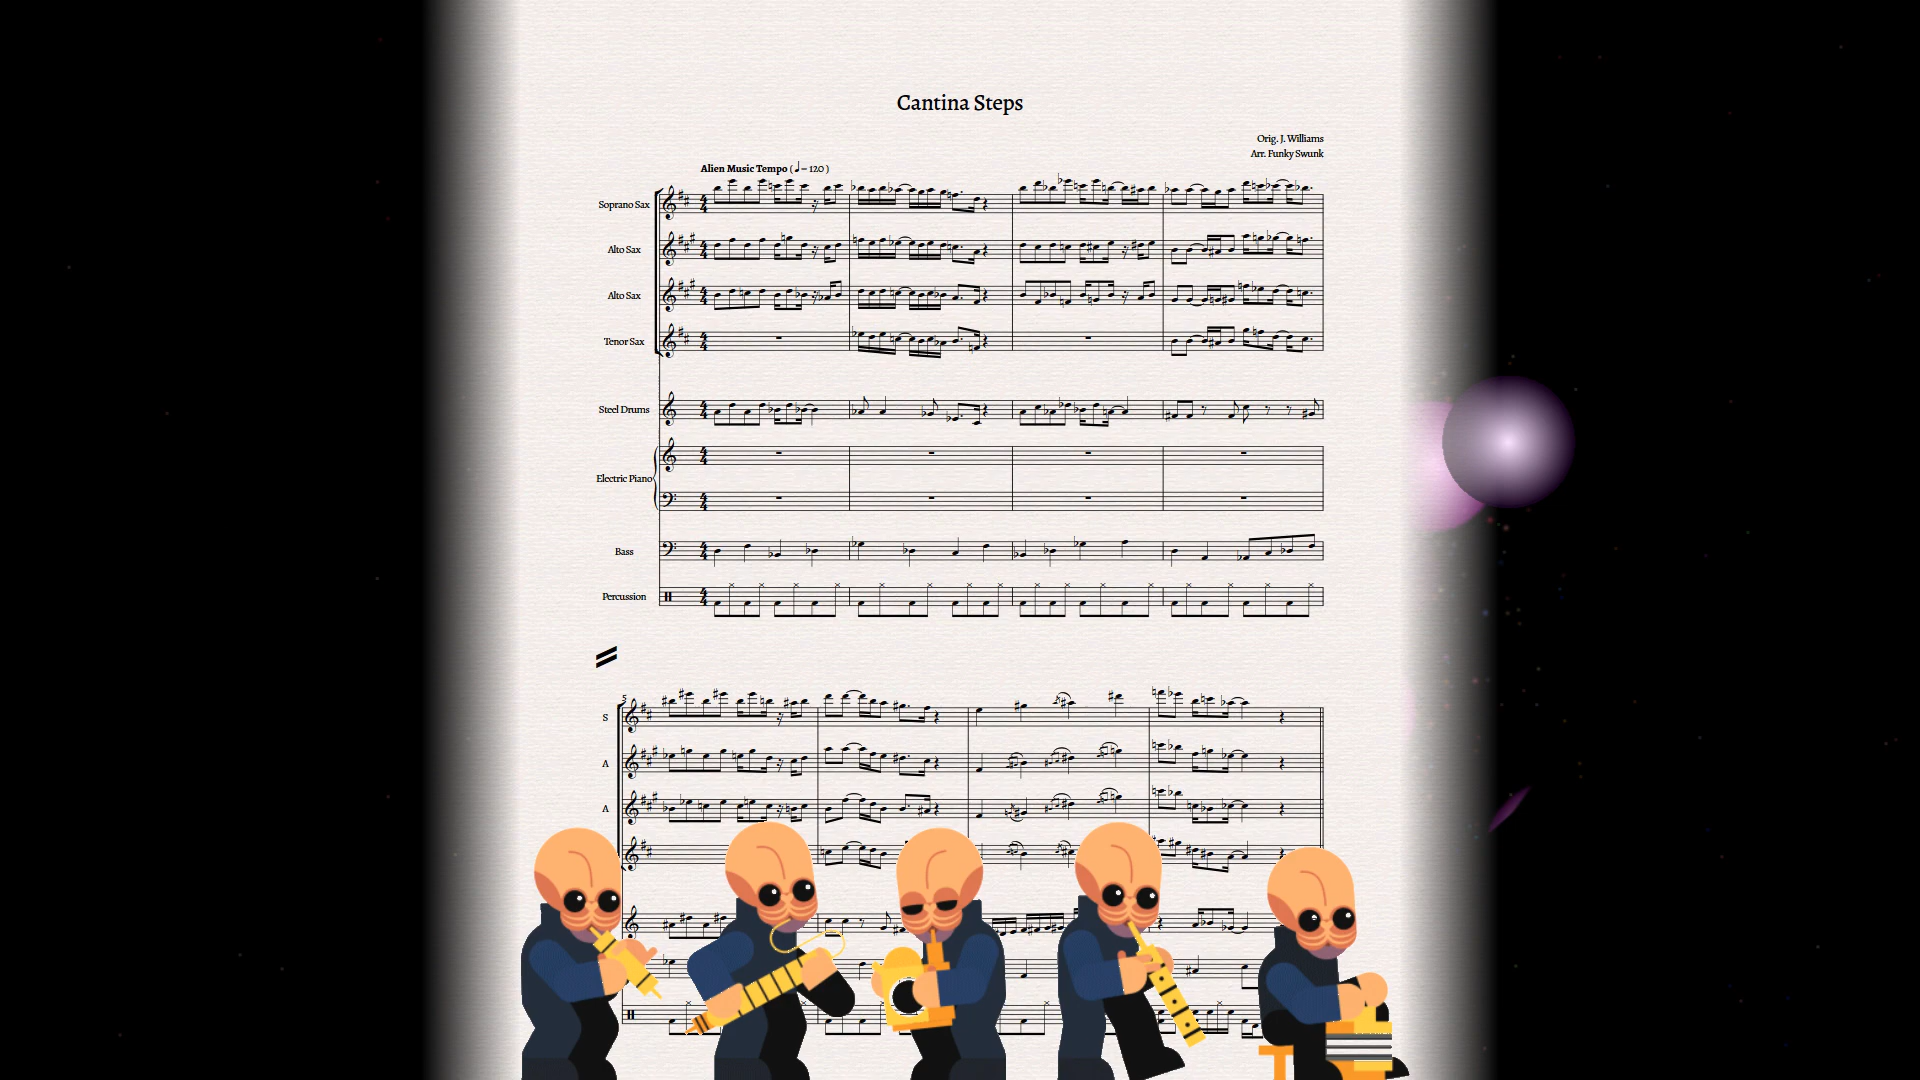 Cantina Steps
Orig. J. Williams
Arr. Funky Swunk
Alien Music Tempo (♩= 120)
Soprano Sax
Alto Sax
Alto Sax
Tenor Sax
Steel Drums
Electric Piano
Bass
Percussion
5
S
A
A